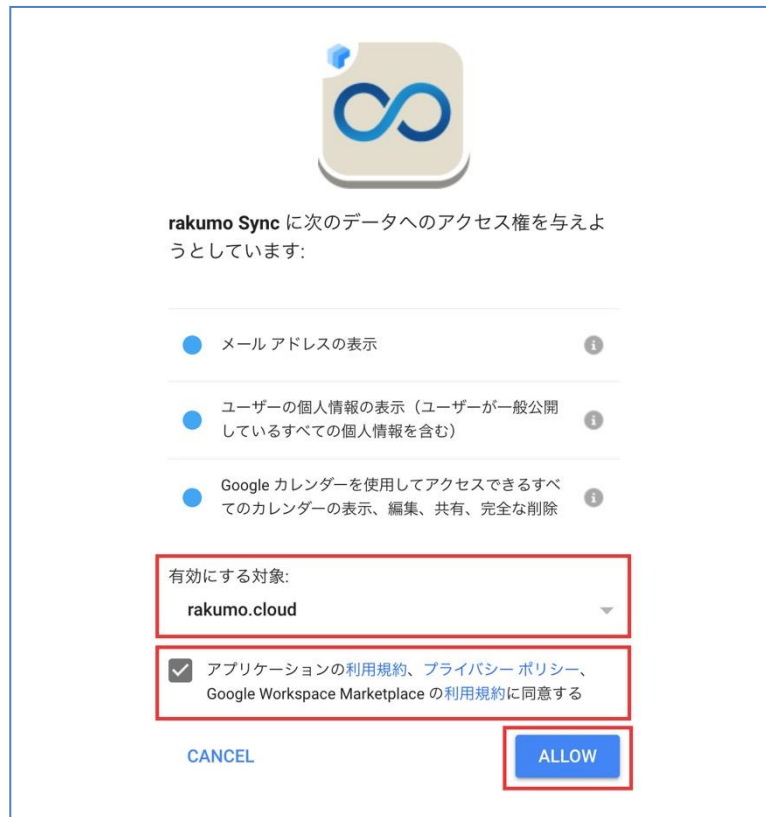 rakumo Sync に次のデータへのアクセス権を与えよ
うとしています:
メール アドレスの表示
ユーザーの個人情報の表示（ユーザーが一般公開
しているすべての個人情報を含む）
Google カレンダーを使用してアクセスできるすべ
てのカレンダーの表示、編集、共有、完全な削除
有効にする対象:
rakumo.cloud
アプリケーションの利用規約、プライバシー ポリシー、
Google Workspace Marketplace の利用規約に同意する
CANCEL
ALLOW